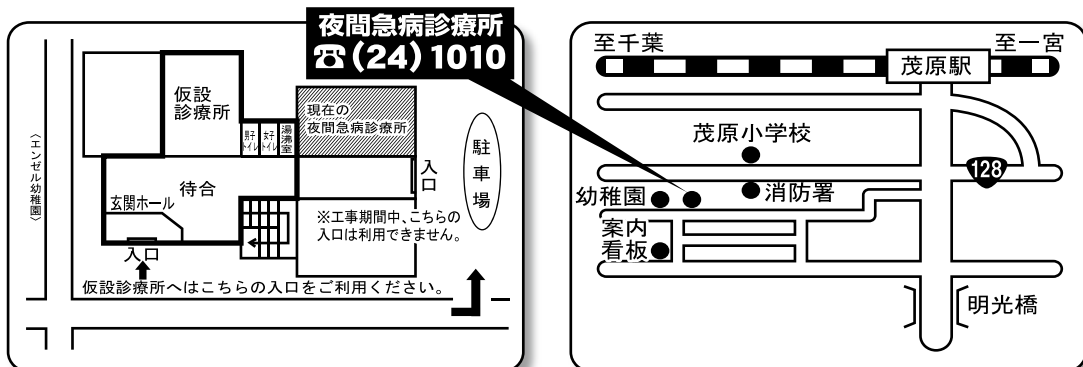 夜間急病診療所
☎(24)1010
仮設
診療所
男子
トイレ
女子
トイレ
湯沸室
現在の
夜間急病診療所
〈エンゼル幼稚園〉
玄関ホール
待合
入口
駐車場
※工事期間中、こちらの
入口は利用できません。
入口
仮設診療所へはこちらの入口をご利用ください。
至千葉
至一宮
茂原駅
茂原小学校
128
幼稚園
消防署
案内
看板
明光橋